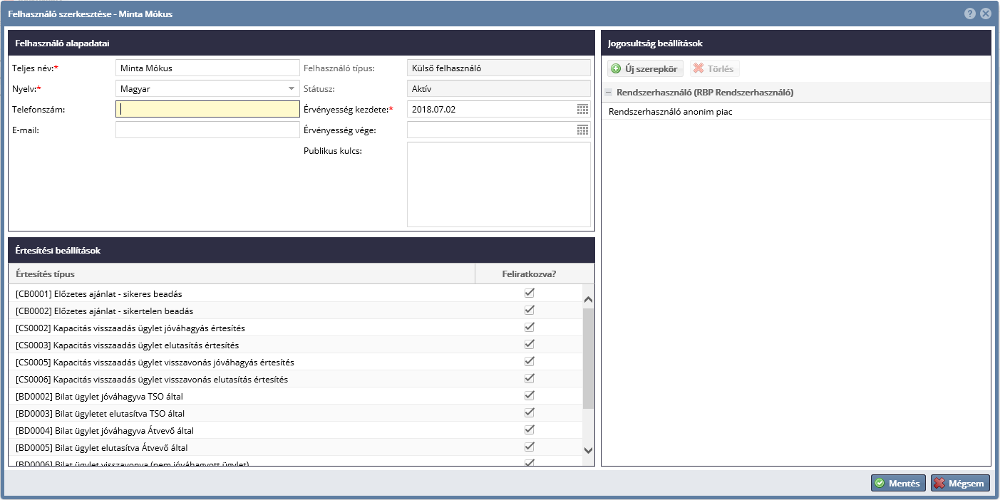 Felhasználó szerkesztése - Minta Mókus
Felhasználó alapadatai
Teljes név:* Minta Mókus Felhasználó típus: Külső felhasználó
Nyelv:* Magyar Státusz: Aktív
Telefonszám: Érvényesség kezdete:* 2018.07.02
E-mail: Érvényesség vége:
Publikus kulcs:
Értesítési beállítások
Értesítés típus Feliratkozva?
[CB0001] Előzetes ajánlat - sikeres beadás
[CB0002] Előzetes ajánlat - sikertelen beadás
[CS0002] Kapacitás visszaadás ügylet jóváhagyás értesítés
[CS0003] Kapacitás visszaadás ügylet elutasítás értesítés
[CS0005] Kapacitás visszaadás ügylet visszavonás jóváhagyás értesítés
[CS0006] Kapacitás visszaadás ügylet visszavonás elutasítás értesítés
[BD0002] Bilat ügylet jóváhagyva TSO által
[BD0003] Bilat ügyletet elutasítva TSO által
[BD0004] Bilat ügylet jóváhagyva Átvevő által
[BD0005] Bilat ügylet elutasítva Átvevő által
[BD0006] Bilat ügylet visszavonva (nem jóváhagyott ügylet)
Jogosultság beállítások
Új szerepkör Törlés
Rendszerhasználó (RBP Rendszerhasználó)
Rendszerhasználó anonim piac
Mentés Mégsem